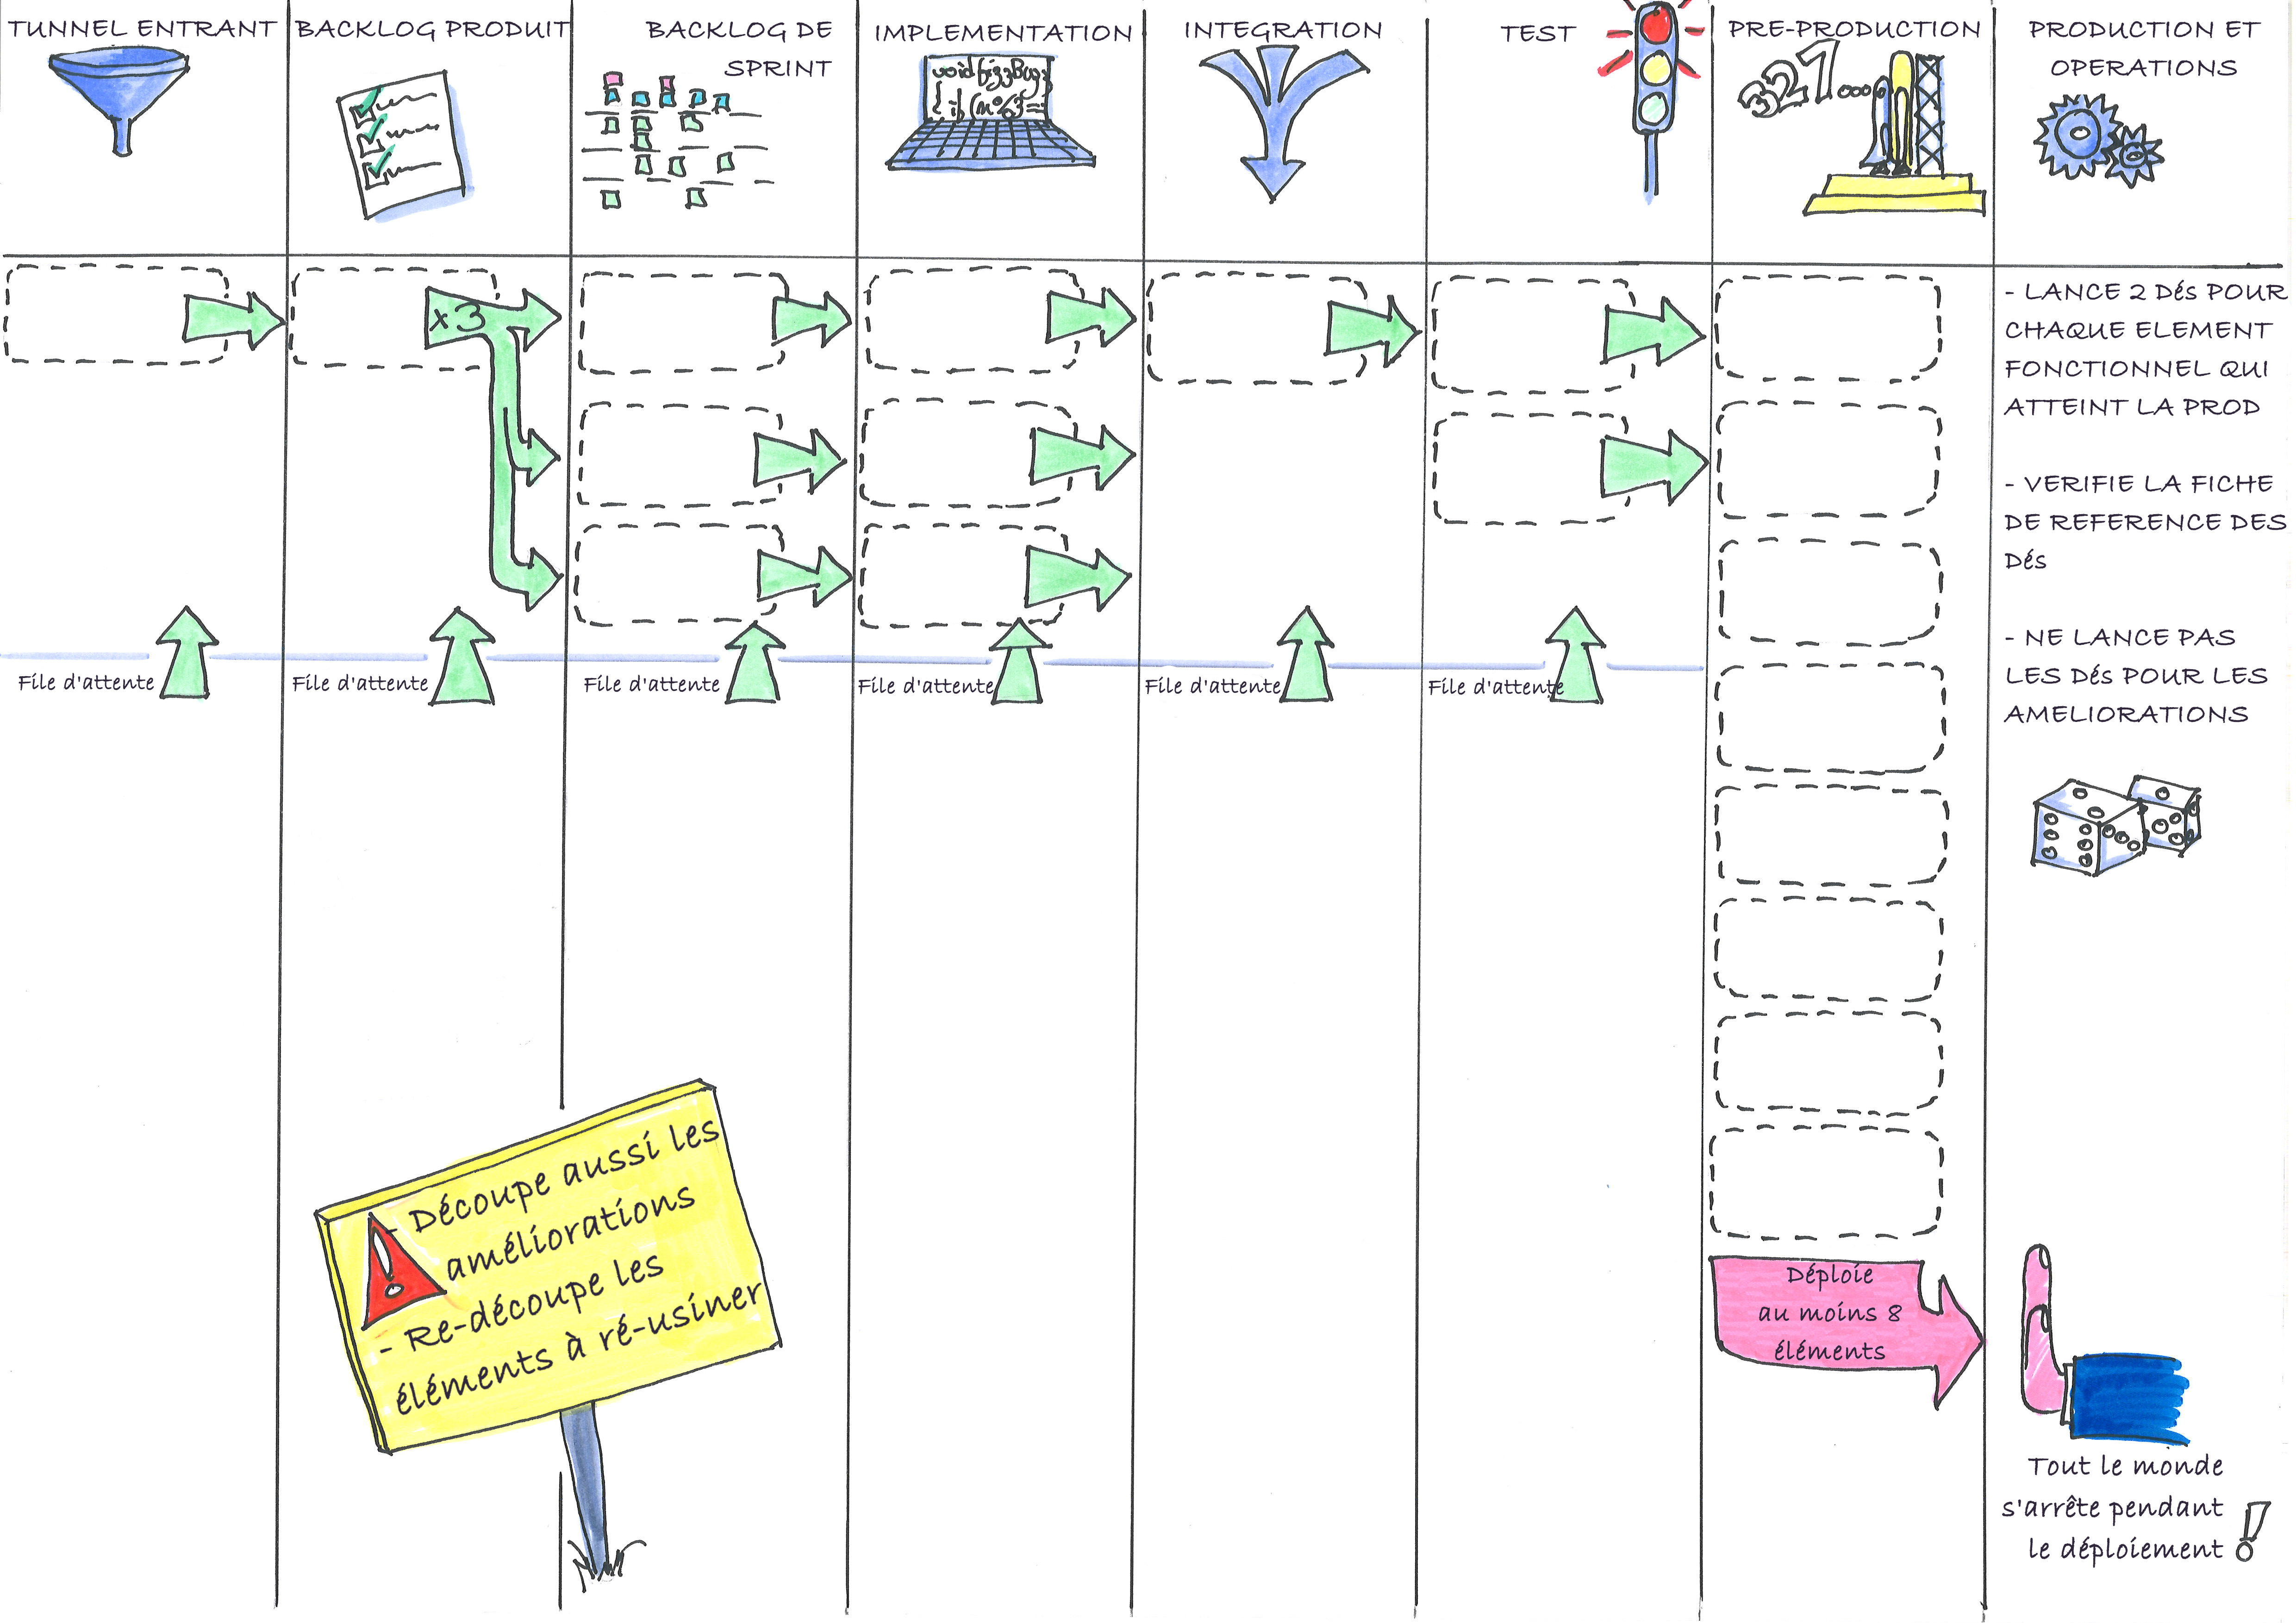 TUNNEL ENTRANT
BACKLOG PRODUIT
BACKLOG DE
SPRINT
IMPLEMENTATION
INTEGRATION
TEST
PRE-PRODUCTION
PRODUCTION ET
OPERATIONS
void fizzBuzz
{ if (n%3==
321
x3
File d'attente
File d'attente
File d'attente
File d'attente
File d'attente
File d'attente
- LANCE 2 Dés POUR
CHAQUE ELEMENT
FONCTIONNEL QUI
ATTEINT LA PROD
- VERIFIE LA FICHE
DE REFERENCE DES
Dés
- NE LANCE PAS
LES Dés POUR LES
AMELIORATIONS
- Découpe aussi les
améliorations
- Re-découpe les
éléments à ré-usiner
Déploie
au moins 8
éléments
Tout le monde
s'arrête pendant
le déploiement !